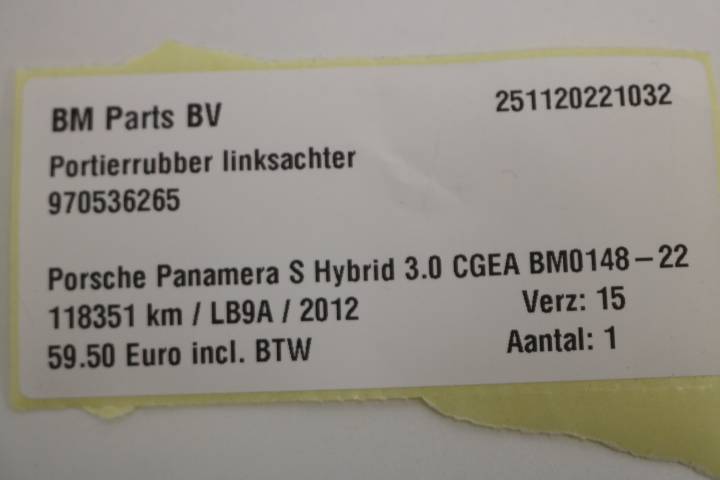 BM Parts BV 251120221032
Portierrubber linksachter
970536265
Porsche Panamera S Hybrid 3.0 CGEA BM0148-22
118351 km / LB9A / 2012 Verz: 15
59.50 Euro incl. BTW Aantal: 1